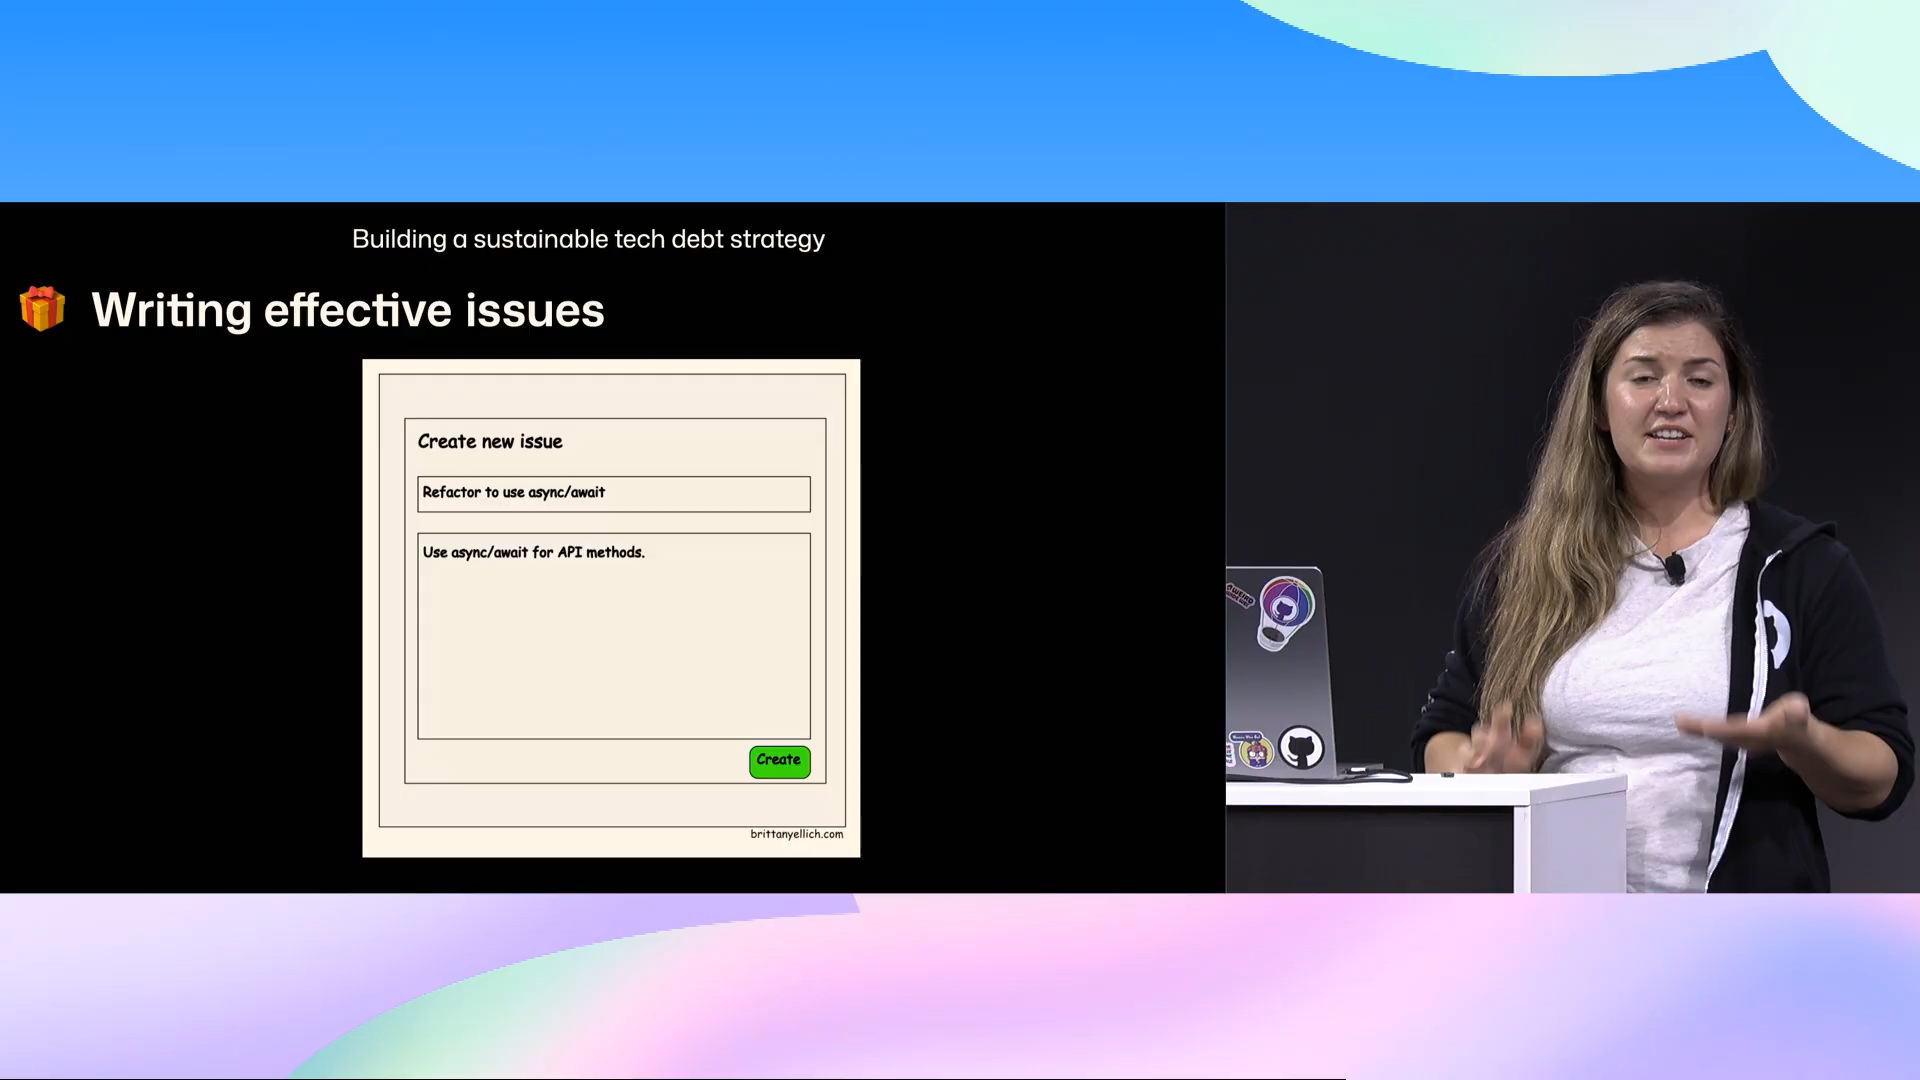 Building a sustainable tech debt strategy
Writing effective issues
Create new issue
Refactor to use async/await
Use async/await for API methods.
Create
brittanyellich.com